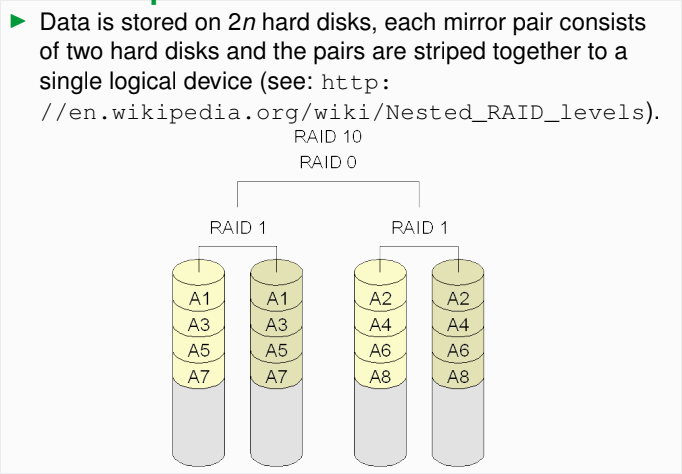 Data is stored on 2n hard disks, each mirror pair consists
of two hard disks and the pairs are striped together to a
single logical device (see: http:
//en.wikipedia.org/wiki/Nested_RAID_levels).
RAID 10
RAID 0
RAID 1 RAID 1
A1 A1 A2 A2
A3 A3 A4 A4
A5 A5 A6 A6
A7 A7 A8 A8